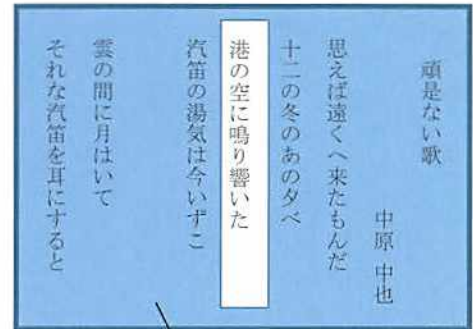 頑是ない歌
中原 中也
思えば遠くへ来たもんだ
十二の冬のあの夕べ
港の空に鳴り響いた
汽笛の湯気は今いずこ
雲の間に月はいて
それな汽笛を耳にすると